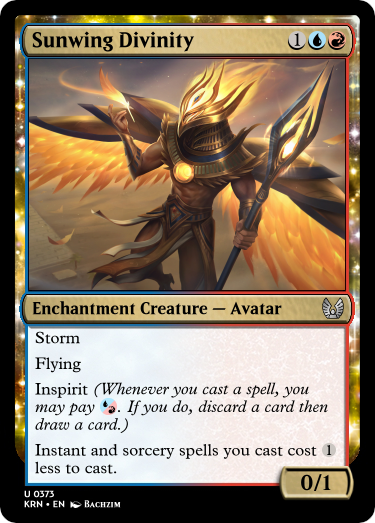 Sunwing Divinity 1
Enchantment Creature — Avatar
Storm
Flying
Inspirit (Whenever you cast a spell, you
may pay . If you do, discard a card then
draw a card.)
Instant and sorcery spells you cast cost 1
less to cast.
0/1
U 0373
KRN • EN Bachzim